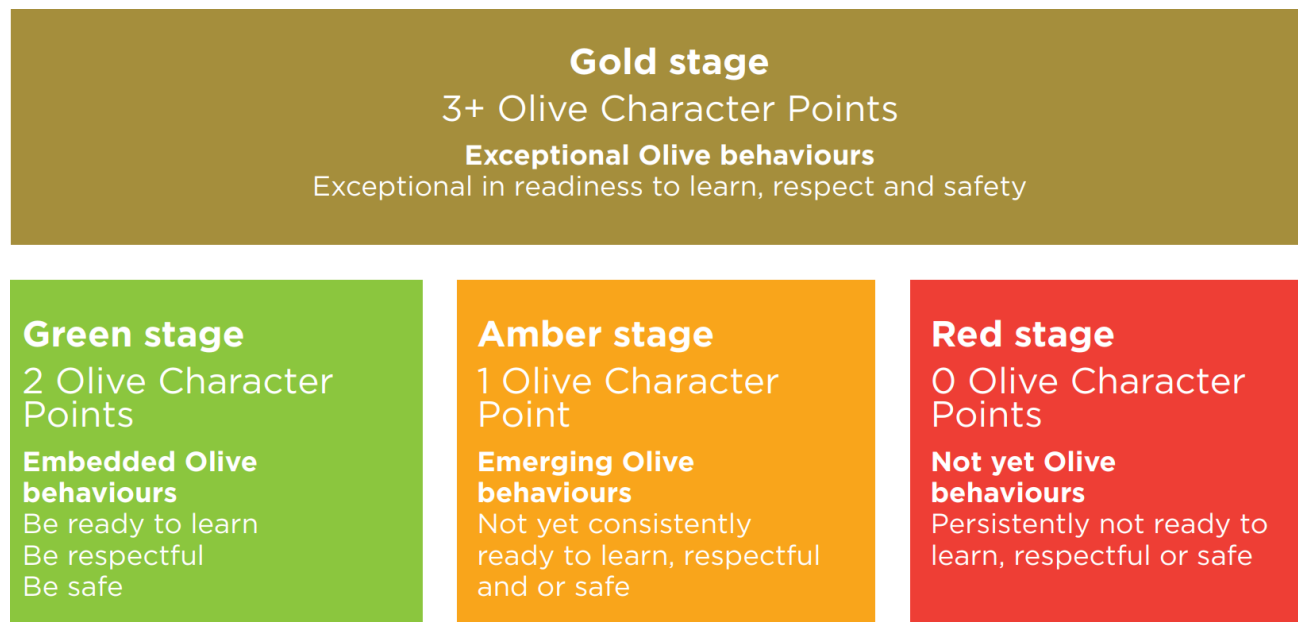 Gold stage
3+ Olive Character Points
Exceptional Olive behaviours
Exceptional in readiness to learn, respect and safety
Green stage
2 Olive Character
Points
Embedded Olive
behaviours
Be ready to learn
Be respectful
Be safe
Amber stage
1 Olive Character
Point
Emerging Olive
behaviours
Not yet consistently
ready to learn, respectful
and or safe
Red stage
0 Olive Character
Points
Not yet Olive
behaviours
Persistently not ready to
learn, respectful or safe